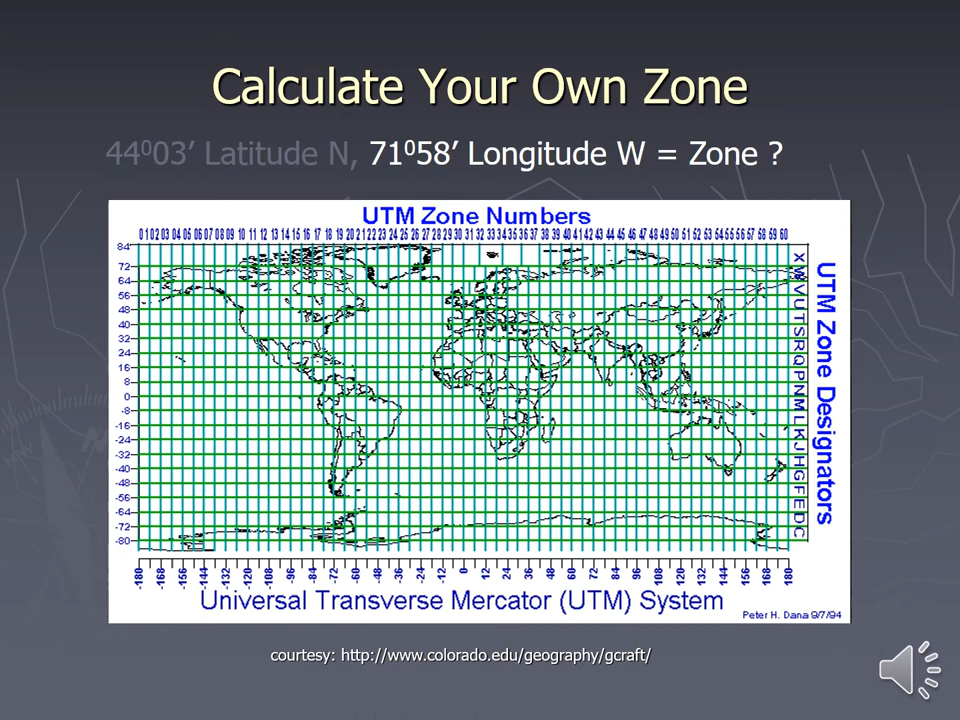 Calculate Your Own Zone
44⁰03′ Latitude N, 71⁰58′ Longitude W = Zone ?
UTM Zone Numbers
01 02 03 04 05 06 07 08 09 10 11 12 13 14 15 16 17 18 19 20 21 22 23 24 25 26 27 28 29 30 31 32 33 34 35 36 37 38 39 40 41 42 43 44 45 46 47 48 49 50 51 52 53 54 55 56 57 58 59 60
84
72
64
56
48
40
32
24
16
8
0
-8
-16
-24
-32
-40
-48
-56
-64
-72
-80
X W V U T S R Q P N M L K J H G F E D C
UTM Zone Designators
-180 -168 -156 -144 -132 -120 -108 -96 -84 -72 -60 -48 -36 -24 -12 0 12 24 36 48 60 72 84 96 108 120 132 144 156 168 180
Universal Transverse Mercator (UTM) System
Peter H. Dana 9/7/94
courtesy: http://www.colorado.edu/geography/gcraft/